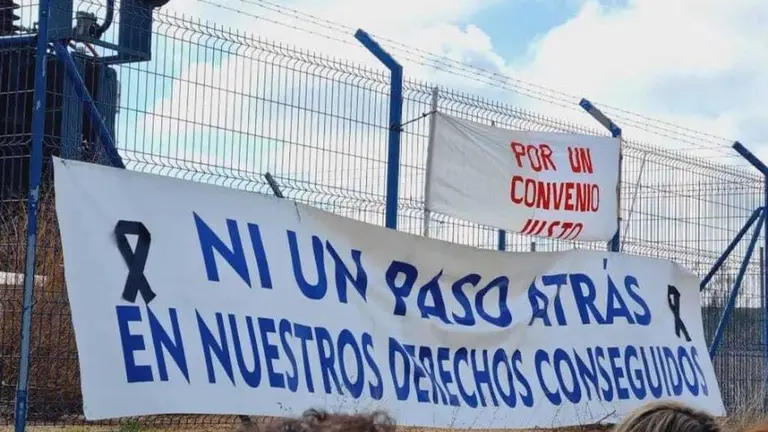 POR UN
CONVENIO
JUSTO
NI UN PASO ATRÁS
EN NUESTROS DERECHOS CONSEGUIDOS